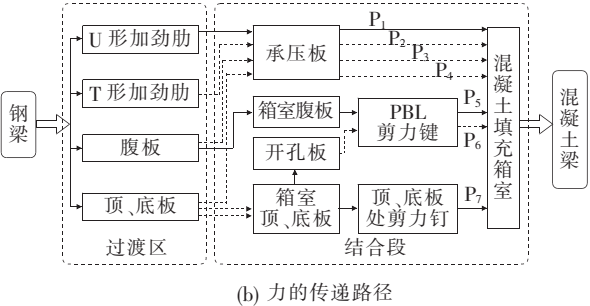 钢
梁
U 形加劲肋
T 形加劲肋
腹板
顶、底板
过渡区
承压板
箱室腹板
开孔板
箱室
顶、底板
PBL
剪力键
顶、底板
处剪力钉
结合段
P1
P2
P3
P4
P5
P6
P7
混
凝
土
填
充
箱
室
混
凝
土
梁
(b) 力的传递路径